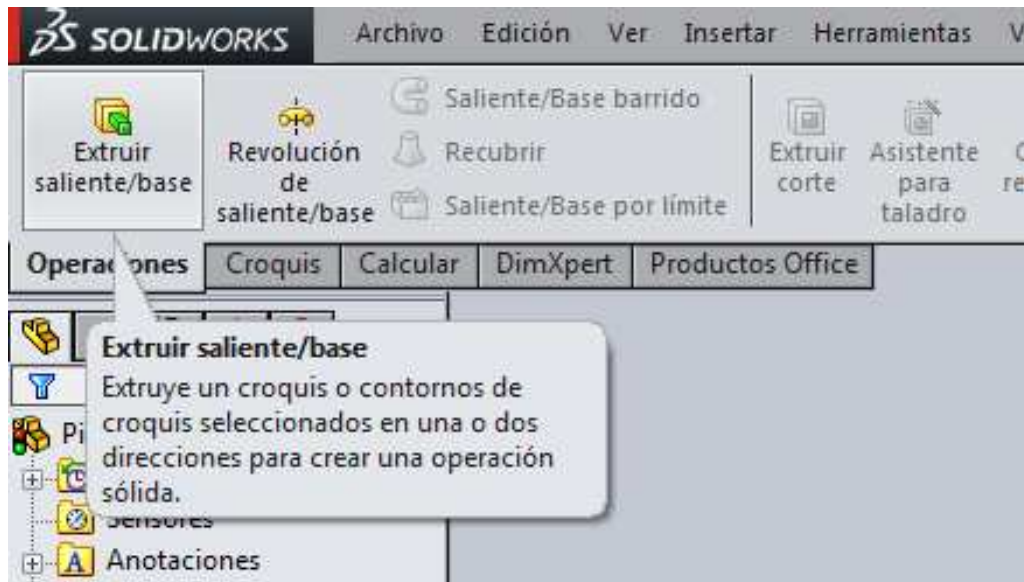 SOLIDWORKS Archivo Edición Ver Insertar Herramientas
Extruir
saliente/base
Revolución
de
saliente/base
Saliente/Base barrido
Recubrir
Saliente/Base por límite
Extruir
corte
Asistente
para
taladro
Operaciones Croquis Calcular DimXpert Productos Office
Extruir saliente/base
Extruye un croquis o contornos de
croquis seleccionados en una o dos
direcciones para crear una operación
sólida.
Sensores
Anotaciones